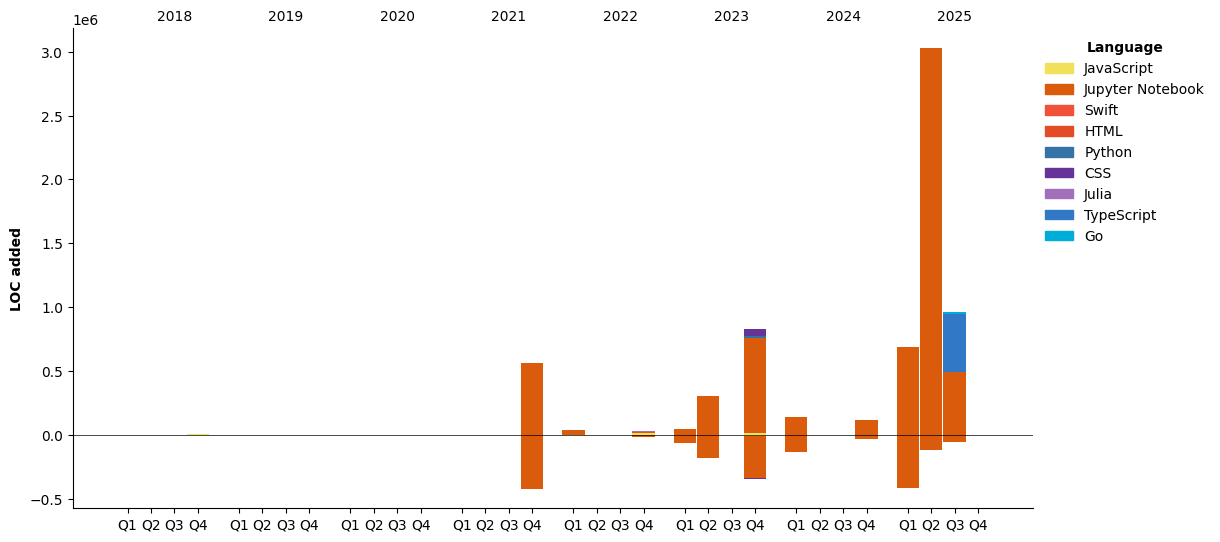 1e6
2018 2019 2020 2021 2022 2023 2024 2025
3.0
2.5
2.0
1.5
1.0
0.5
0.0
−0.5
LOC added
Q1 Q2 Q3 Q4 Q1 Q2 Q3 Q4 Q1 Q2 Q3 Q4 Q1 Q2 Q3 Q4 Q1 Q2 Q3 Q4 Q1 Q2 Q3 Q4 Q1 Q2 Q3 Q4 Q1 Q2 Q3 Q4
Language
JavaScript
Jupyter Notebook
Swift
HTML
Python
CSS
Julia
TypeScript
Go